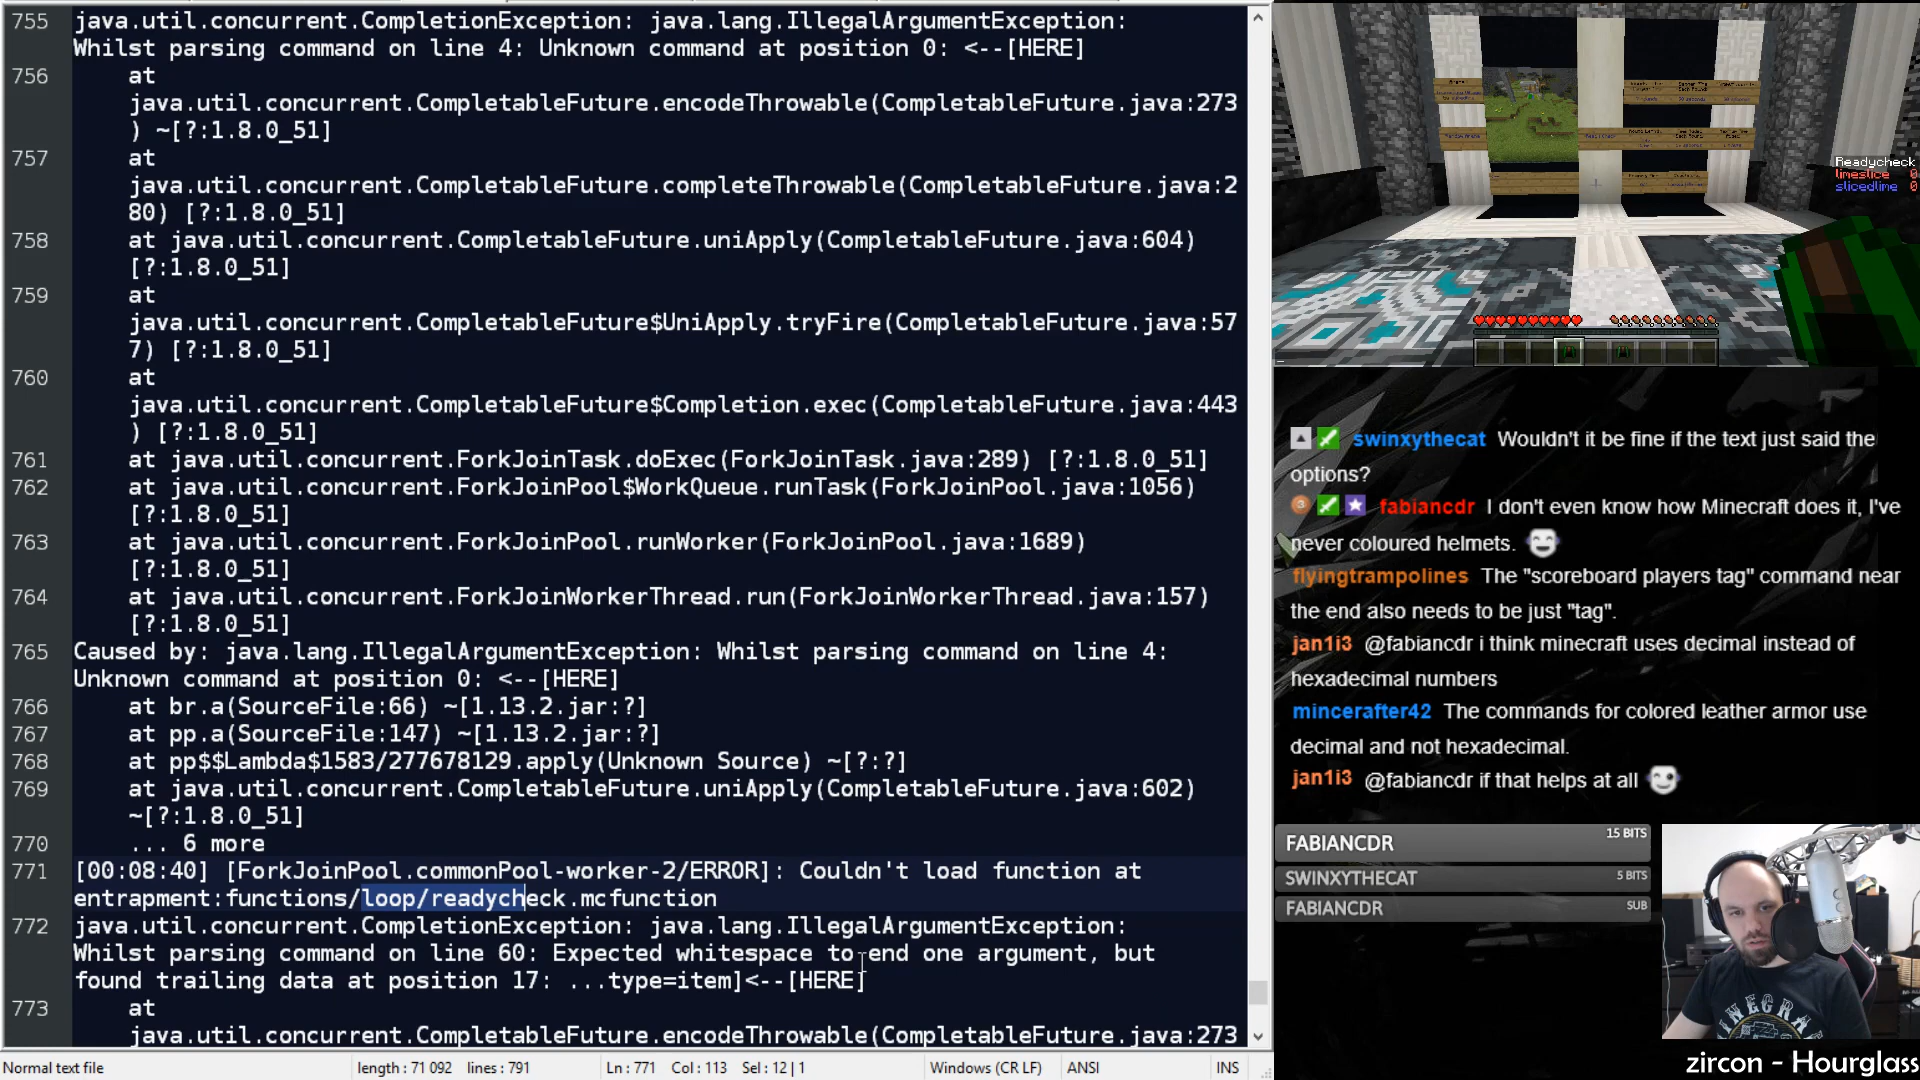 755 java.util.concurrent.CompletionException: java.lang.IllegalArgumentException:
Whilst parsing command on line 4: Unknown command at position 0: <--[HERE]
756 at
java.util.concurrent.CompletableFuture.encodeThrowable(CompletableFuture.java:273
) ~[?:1.8.0_51]
757 at
java.util.concurrent.CompletableFuture.completeThrowable(CompletableFuture.java:2
80) [?:1.8.0_51]
758 at java.util.concurrent.CompletableFuture.uniApply(CompletableFuture.java:604)
[?:1.8.0_51]
759 at
java.util.concurrent.CompletableFuture$UniApply.tryFire(CompletableFuture.java:57
7) [?:1.8.0_51]
760 at
java.util.concurrent.CompletableFuture$Completion.exec(CompletableFuture.java:443
) [?:1.8.0_51]
761 at java.util.concurrent.ForkJoinTask.doExec(ForkJoinTask.java:289) [?:1.8.0_51]
762 at java.util.concurrent.ForkJoinPool$WorkQueue.runTask(ForkJoinPool.java:1056)
[?:1.8.0_51]
763 at java.util.concurrent.ForkJoinPool.runWorker(ForkJoinPool.java:1689)
[?:1.8.0_51]
764 at java.util.concurrent.ForkJoinWorkerThread.run(ForkJoinWorkerThread.java:157)
[?:1.8.0_51]
765 Caused by: java.lang.IllegalArgumentException: Whilst parsing command on line 4:
Unknown command at position 0: <--[HERE]
766 at br.a(SourceFile:66) ~[1.13.2.jar:?]
767 at pp.a(SourceFile:147) ~[1.13.2.jar:?]
768 at pp$$Lambda$1583/277678129.apply(Unknown Source) ~[?:?]
769 at java.util.concurrent.CompletableFuture.uniApply(CompletableFuture.java:602)
~[?:1.8.0_51]
770 ... 6 more
771 [00:08:40] [ForkJoinPool.commonPool-worker-2/ERROR]: Couldn't load function at
entrapment:functions/loop/readycheck.mcfunction
772 java.util.concurrent.CompletionException: java.lang.IllegalArgumentException:
Whilst parsing command on line 60: Expected whitespace to end one argument, but
found trailing data at position 17: ...type=item]<--[HERE]
773 at
java.util.concurrent.CompletableFuture.encodeThrowable(CompletableFuture.java:273
Normal text file length : 71 092 lines : 791 Ln : 771 Col : 113 Sel : 12 | 1 Windows (CR LF) ANSI INS
Readycheck
limeslice 0
slicedlime 0
swinxythecat Wouldn't it be fine if the text just said the
options?
fabiancdr I don't even know how Minecraft does it, I've
never coloured helmets.
flyingtrampolines The "scoreboard players tag" command near
the end also needs to be just "tag".
jan1i3 @fabiancdr i think minecraft uses decimal instead of
hexadecimal numbers
mincerafter42 The commands for colored leather armor use
decimal and not hexadecimal.
jan1i3 @fabiancdr if that helps at all
FABIANCDR 15 BITS
SWINXYTHECAT 5 BITS
FABIANCDR SUB
zircon - Hourglass